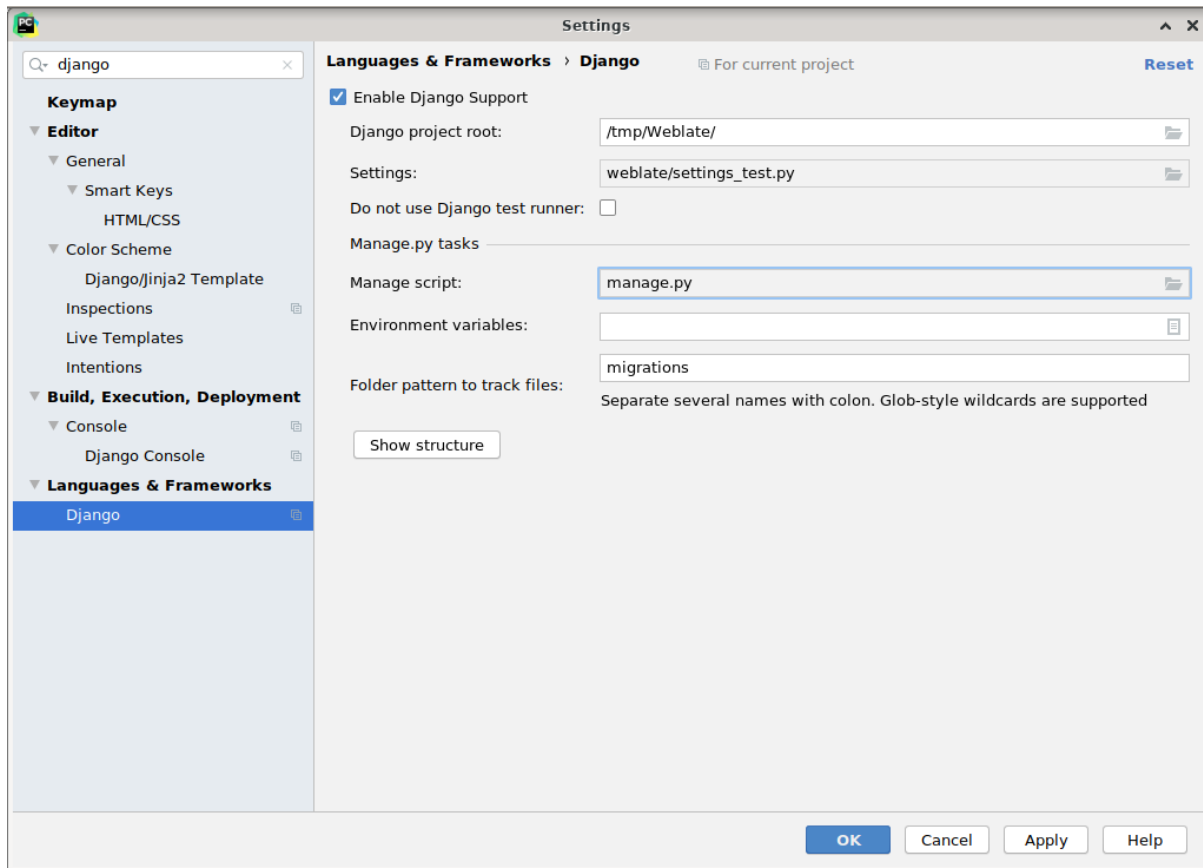 PC
Settings
django
Languages & Frameworks › Django
For current project
Reset
Keymap
Editor
General
Smart Keys
HTML/CSS
Color Scheme
Django/Jinja2 Template
Inspections
Live Templates
Intentions
Build, Execution, Deployment
Console
Django Console
Languages & Frameworks
Django
Enable Django Support
Django project root:
/tmp/Weblate/
Settings:
weblate/settings_test.py
Do not use Django test runner:
Manage.py tasks
Manage script:
manage.py
Environment variables:
Folder pattern to track files:
migrations
Separate several names with colon. Glob-style wildcards are supported
Show structure
OK
Cancel
Apply
Help